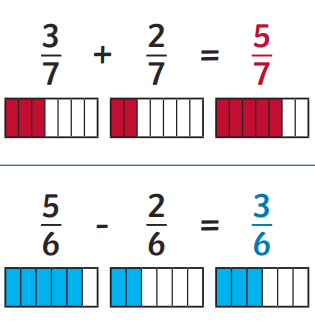 3/7 + 2/7 = 5/7
5/6 - 2/6 = 3/6